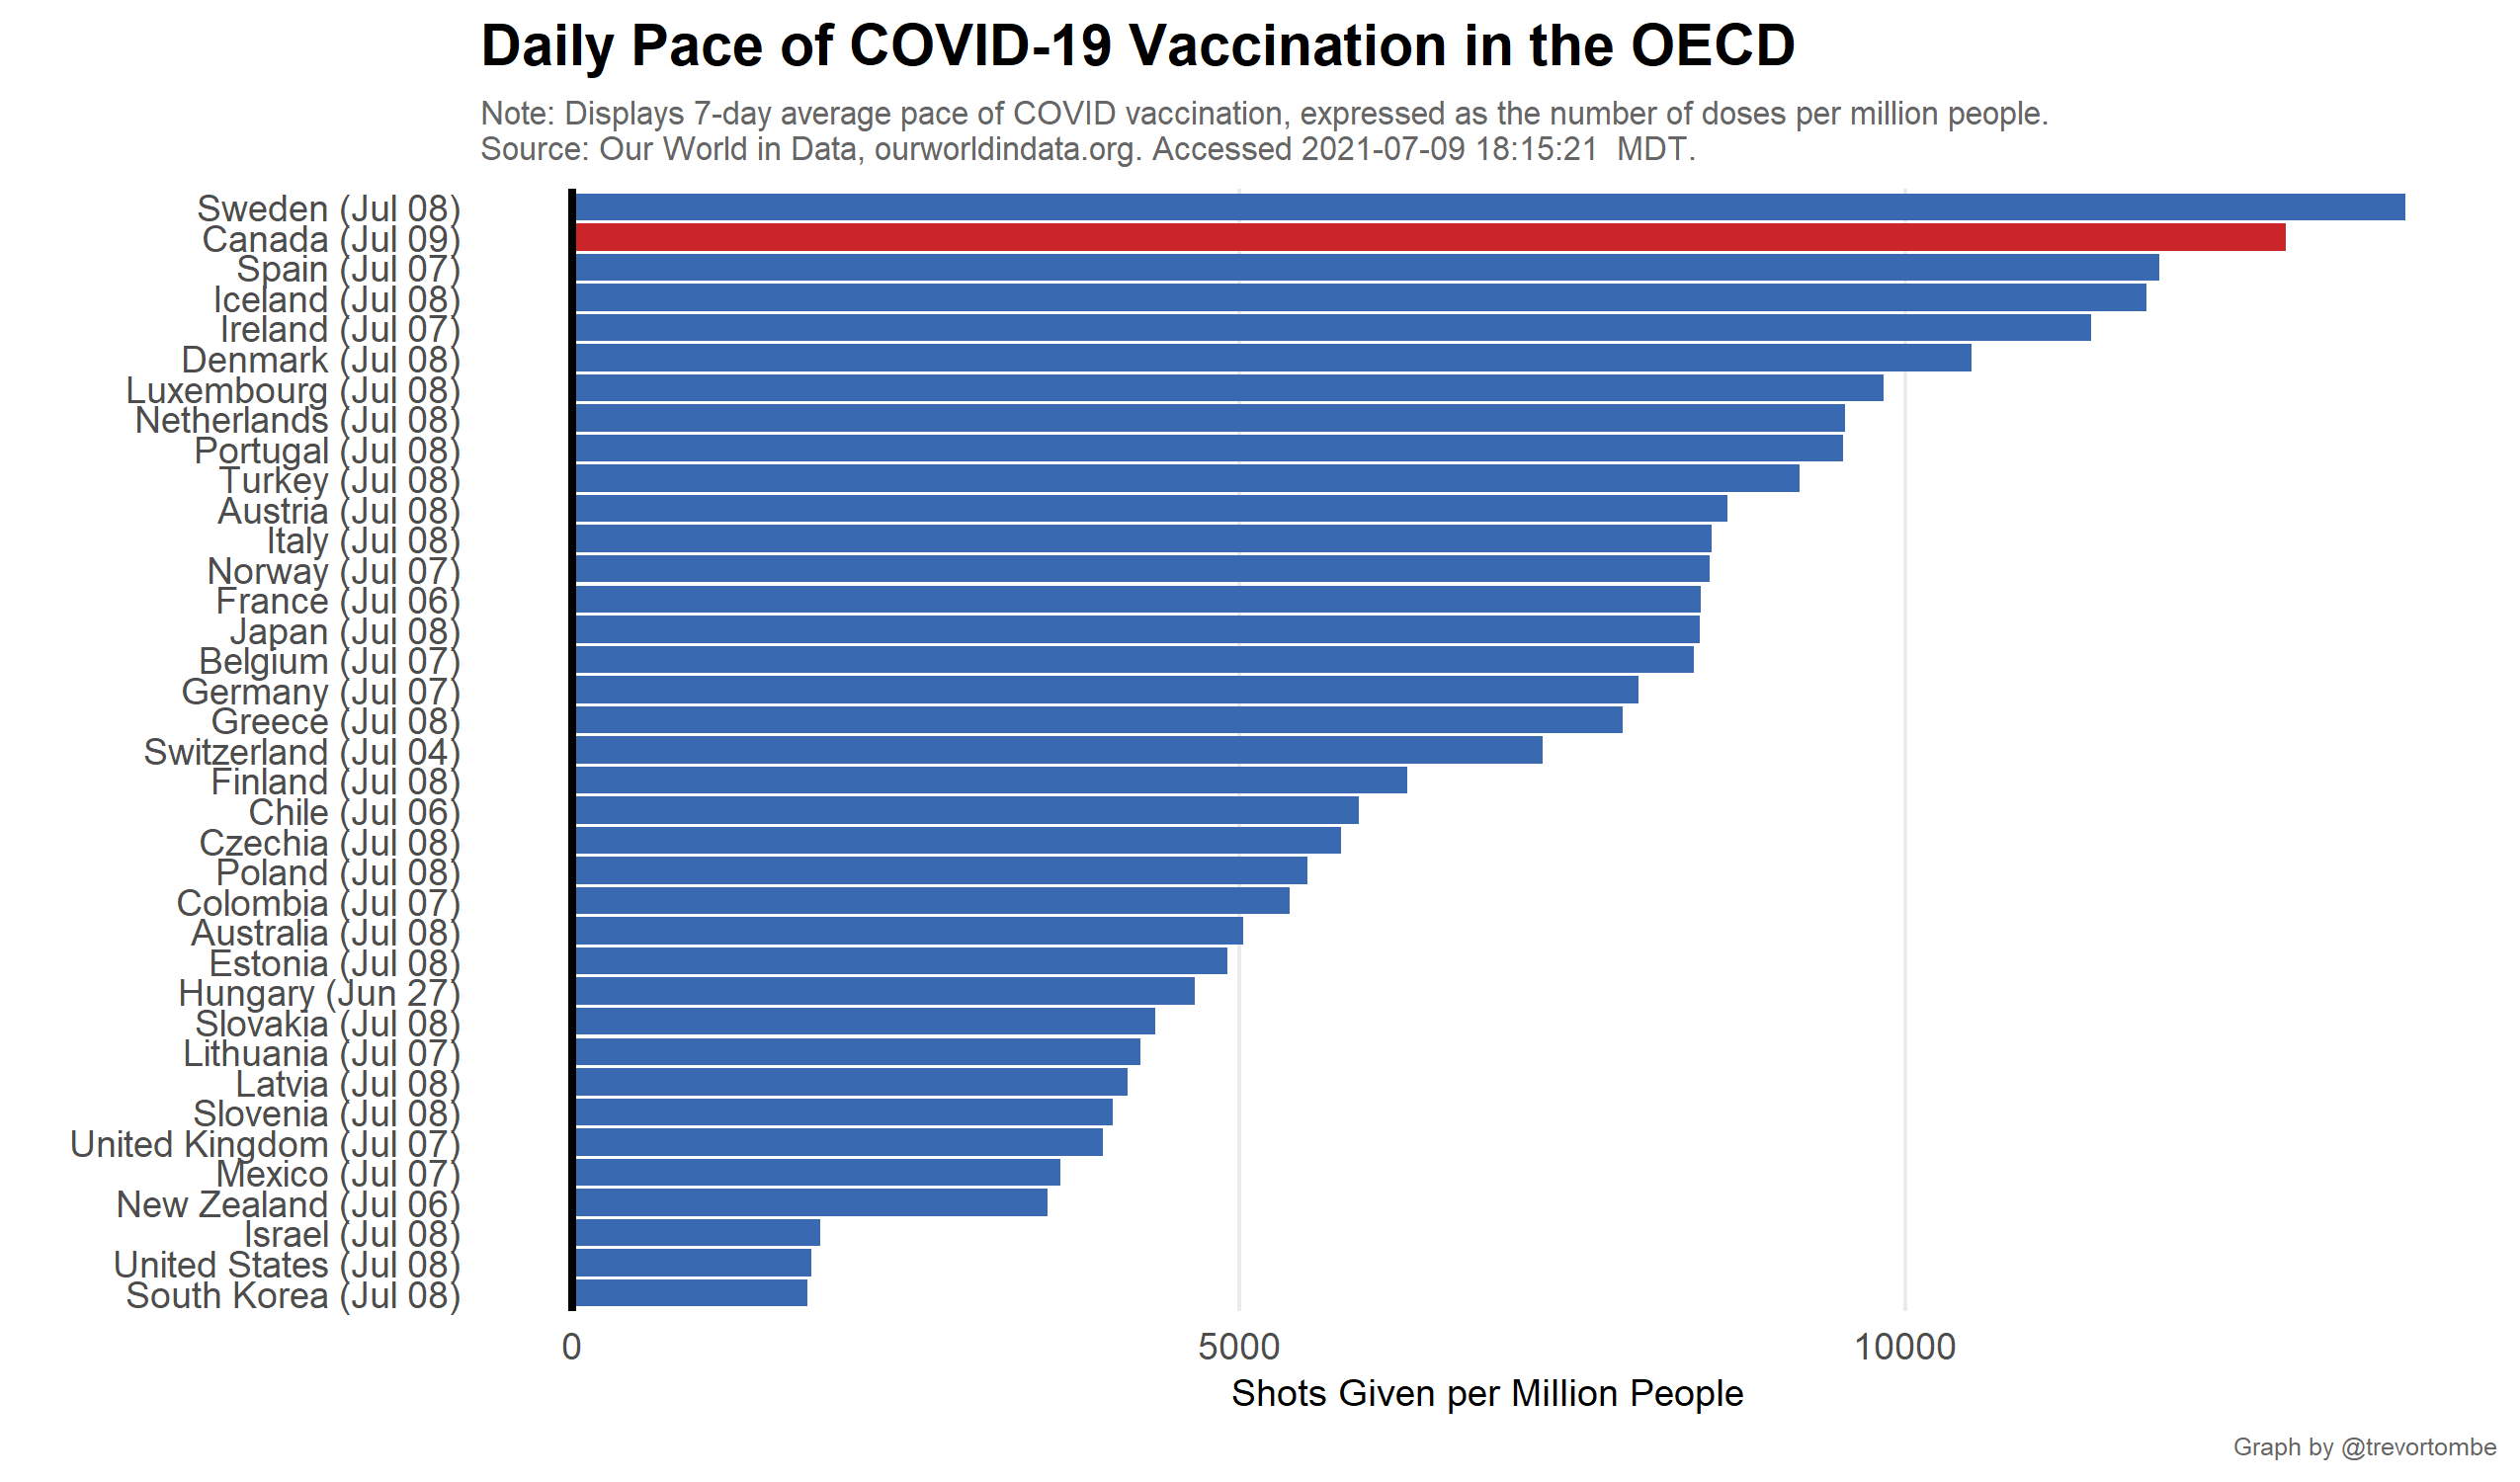 Daily Pace of COVID-19 Vaccination in the OECD
Note: Displays 7-day average pace of COVID vaccination, expressed as the number of doses per million people.
Source: Our World in Data, ourworldindata.org. Accessed 2021-07-09 18:15:21  MDT.
Sweden (Jul 08)
Canada (Jul 09)
Spain (Jul 07)
Iceland (Jul 08)
Ireland (Jul 07)
Denmark (Jul 08)
Luxembourg (Jul 08)
Netherlands (Jul 08)
Portugal (Jul 08)
Turkey (Jul 08)
Austria (Jul 08)
Italy (Jul 08)
Norway (Jul 07)
France (Jul 06)
Japan (Jul 08)
Belgium (Jul 07)
Germany (Jul 07)
Greece (Jul 08)
Switzerland (Jul 04)
Finland (Jul 08)
Chile (Jul 06)
Czechia (Jul 08)
Poland (Jul 08)
Colombia (Jul 07)
Australia (Jul 08)
Estonia (Jul 08)
Hungary (Jun 27)
Slovakia (Jul 08)
Lithuania (Jul 07)
Latvia (Jul 08)
Slovenia (Jul 08)
United Kingdom (Jul 07)
Mexico (Jul 07)
New Zealand (Jul 06)
Israel (Jul 08)
United States (Jul 08)
South Korea (Jul 08)
0 5000 10000
Shots Given per Million People
Graph by @trevortombe